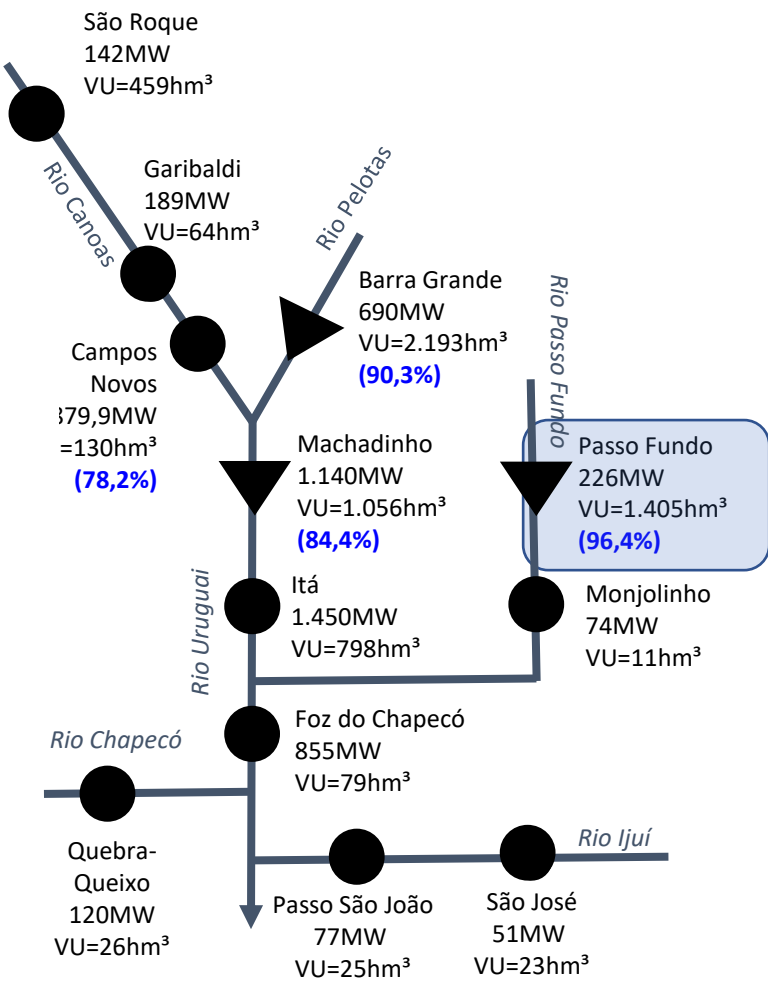 São Roque
142MW
VU=459hm³
Rio Canoas
Garibaldi
189MW
VU=64hm³
Rio Pelotas
Barra Grande
690MW
VU=2.193hm³
(90,3%)
Campos
Novos
379,9MW
=130hm³
(78,2%)
Rio Passo Fundo
Machadinho
1.140MW
VU=1.056hm³
(84,4%)
Passo Fundo
226MW
VU=1.405hm³
(96,4%)
Rio Uruguai
Itá
1.450MW
VU=798hm³
Monjolinho
74MW
VU=11hm³
Foz do Chapecó
855MW
VU=79hm³
Rio Chapecó
Quebra-
Queixo
120MW
VU=26hm³
Rio Ijuí
Passo São João
77MW
VU=25hm³
São José
51MW
VU=23hm³